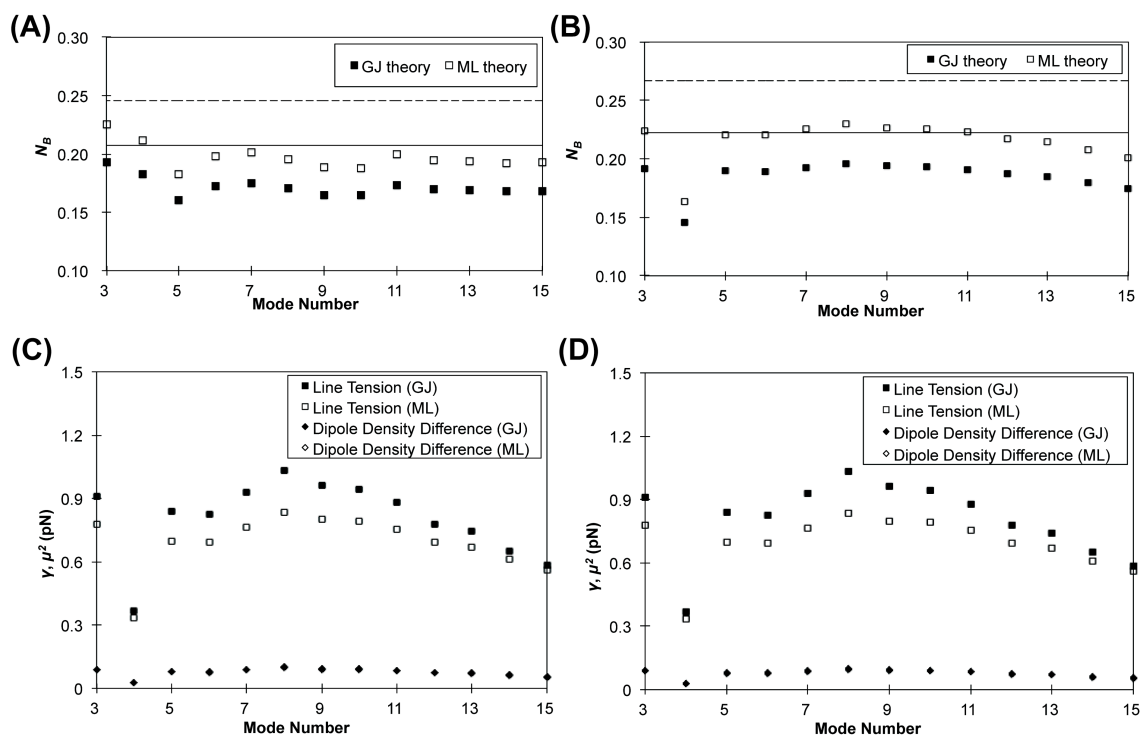 (A)
0.30
0.25
0.20
0.15
0.10
N_B
GJ theory ML theory
3 5 7 9 11 13 15
Mode Number
(B)
0.30
0.25
0.20
0.15
0.10
N_B
GJ theory ML theory
3 5 7 9 11 13 15
Mode Number
(C)
1.5
1.2
0.9
0.6
0.3
0
γ, μ² (pN)
Line Tension (GJ)
Line Tension (ML)
Dipole Density Difference (GJ)
Dipole Density Difference (ML)
3 5 7 9 11 13 15
Mode Number
(D)
1.5
1.2
0.9
0.6
0.3
0
γ, μ² (pN)
Line Tension (GJ)
Line Tension (ML)
Dipole Density Difference (GJ)
Dipole Density Difference (ML)
3 5 7 9 11 13 15
Mode Number